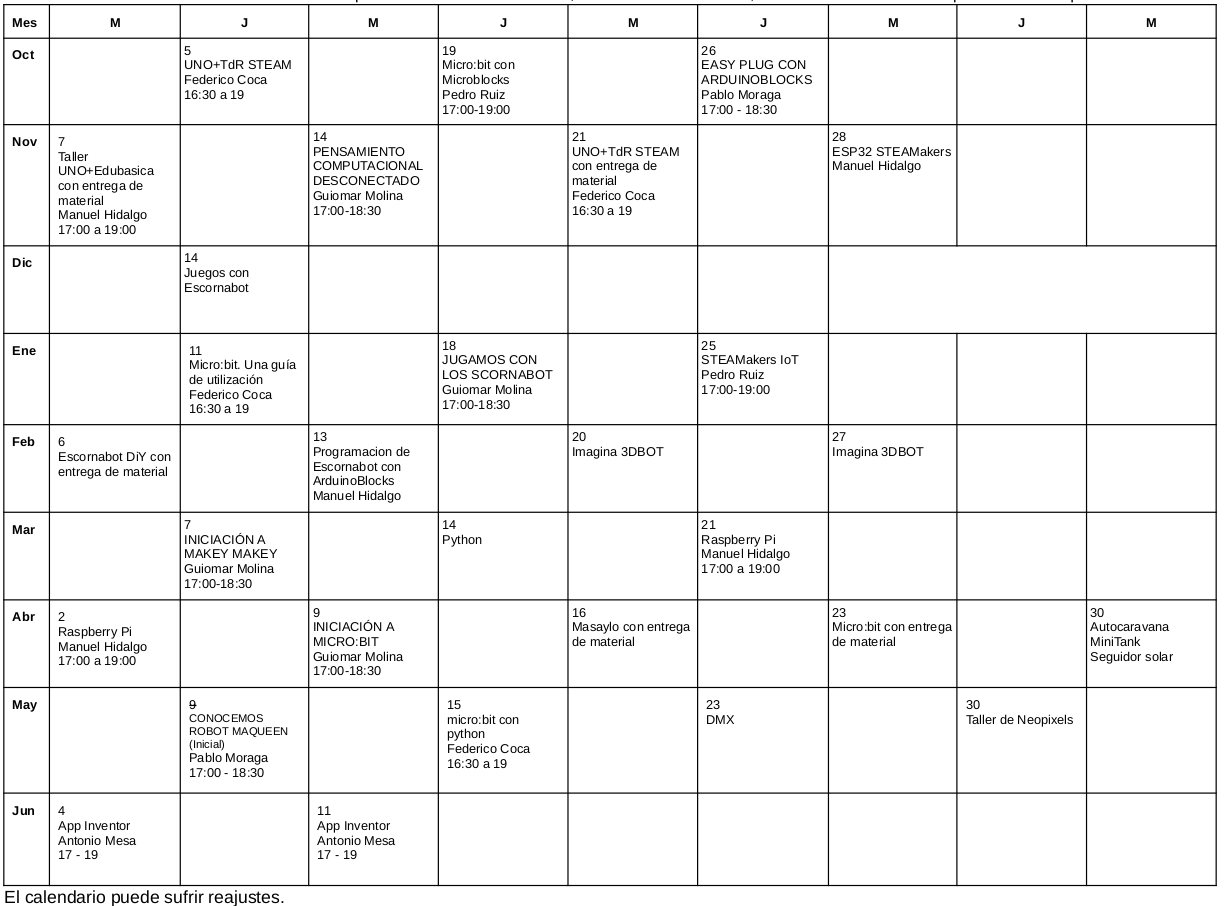 Mes M J M J M J M J M
Oct
5
UNO+TdR STEAM
Federico Coca
16:30 a 19
19
Micro:bit con
Microblocks
Pedro Ruiz
17:00-19:00
26
EASY PLUG CON
ARDUINOBLOCKS
Pablo Moraga
17:00 - 18:30
Nov
7
Taller
UNO+Edubasica
con entrega de
material
Manuel Hidalgo
17:00 a 19:00
14
PENSAMIENTO
COMPUTACIONAL
DESCONECTADO
Guiomar Molina
17:00-18:30
21
UNO+TdR STEAM
con entrega de
material
Federico Coca
16:30 a 19
28
ESP32 STEAMakers
Manuel Hidalgo
Dic
14
Juegos con
Escornabot
Ene
11
Micro:bit. Una guía
de utilización
Federico Coca
16:30 a 19
18
JUGAMOS CON
LOS SCORNABOT
Guiomar Molina
17:00-18:30
25
STEAMakers IoT
Pedro Ruiz
17:00-19:00
Feb
6
Escornabot DiY con
entrega de material
13
Programacion de
Escornabot con
ArduinoBlocks
Manuel Hidalgo
20
Imagina 3DBOT
27
Imagina 3DBOT
Mar
7
INICIACIÓN A
MAKEY MAKEY
Guiomar Molina
17:00-18:30
14
Python
21
Raspberry Pi
Manuel Hidalgo
17:00 a 19:00
Abr
2
Raspberry Pi
Manuel Hidalgo
17:00 a 19:00
9
INICIACIÓN A
MICRO:BIT
Guiomar Molina
17:00-18:30
16
Masaylo con entrega
de material
23
Micro:bit con entrega
de material
30
Autocaravana
MiniTank
Seguidor solar
May
9
CONOCEMOS
ROBOT MAQUEEN
(Inicial)
Pablo Moraga
17:00 - 18:30
15
micro:bit con
python
Federico Coca
16:30 a 19
23
DMX
30
Taller de Neopixels
Jun
4
App Inventor
Antonio Mesa
17 - 19
11
App Inventor
Antonio Mesa
17 - 19
El calendario puede sufrir reajustes.